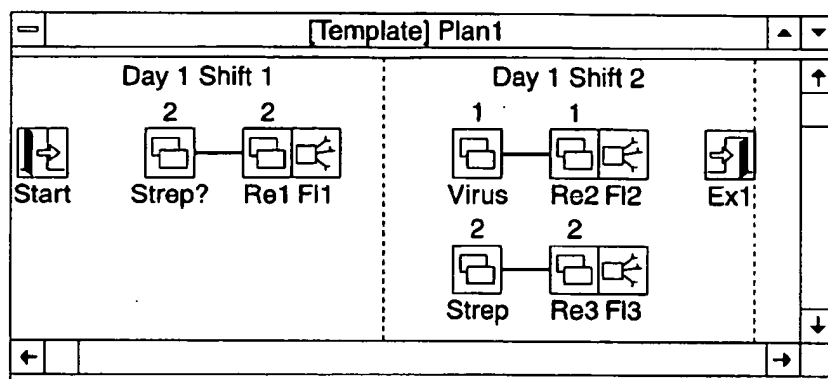 [Template] Plan1
Day 1 Shift 1 Day 1 Shift 2
2 2 1 1
Start Strep? Re1 Fl1 Virus Re2 Fl2 Ex1
2 2
Strep Re3 Fl3